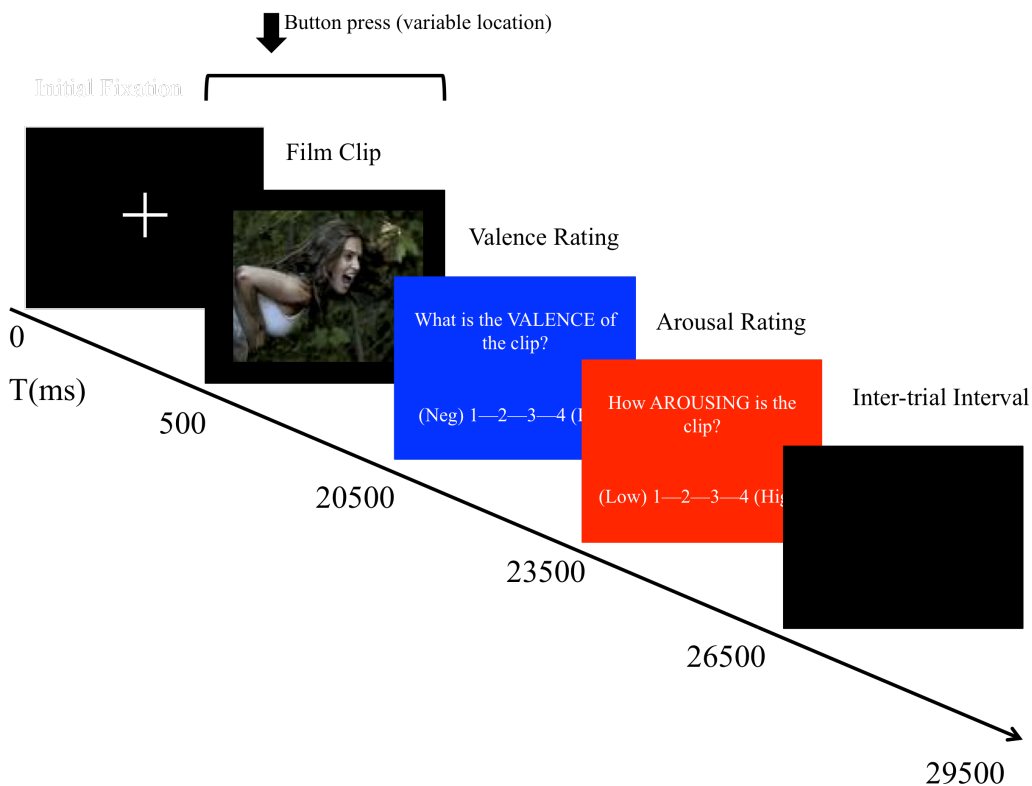 Button press (variable location)
Initial Fixation
Film Clip
Valence Rating
What is the VALENCE of
the clip?
(Neg) 1—2—3—4 (
Arousal Rating
How AROUSING is the
clip?
(Low) 1—2—3—4 (Hig
Inter-trial Interval
0
T(ms)
500
20500
23500
26500
29500